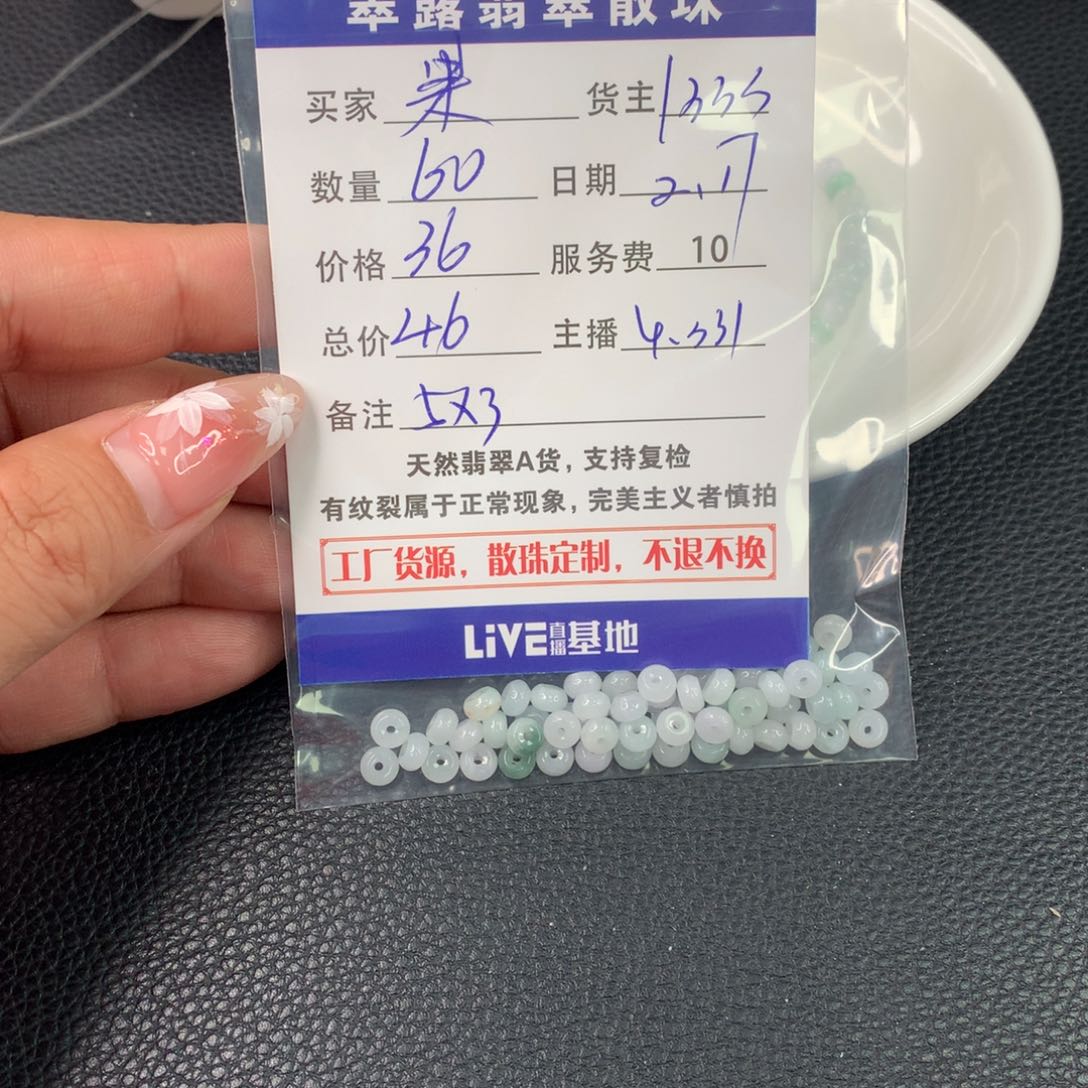 翠路翡翠散珠
买家 货主 1335
数量 60 日期 2.17
价格 36 服务费 10
总价 46 主播 4.331
备注 5X3
天然翡翠A货，支持复检
有纹裂属于正常现象，完美主义者慎拍
工厂货源，散珠定制，不退不换
LiVE直播基地